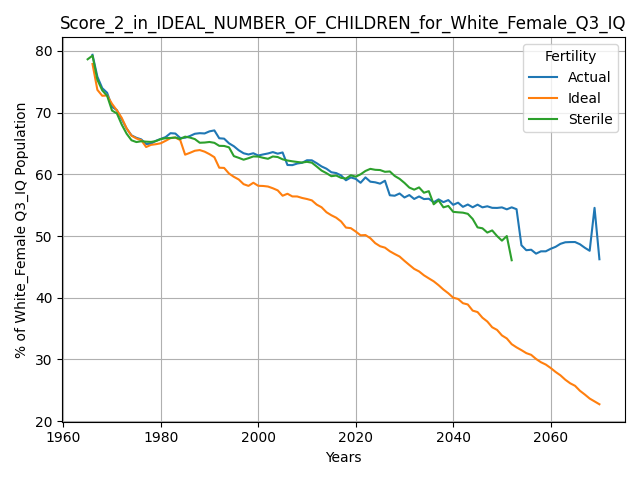 Score_2_in_IDEAL_NUMBER_OF_CHILDREN_for_White_Female_Q3_IQ
Fertility
Actual
Ideal
Sterile
% of White_Female Q3_IQ Population
80
70
60
50
40
30
20
1960
1980
2000
2020
2040
2060
Years